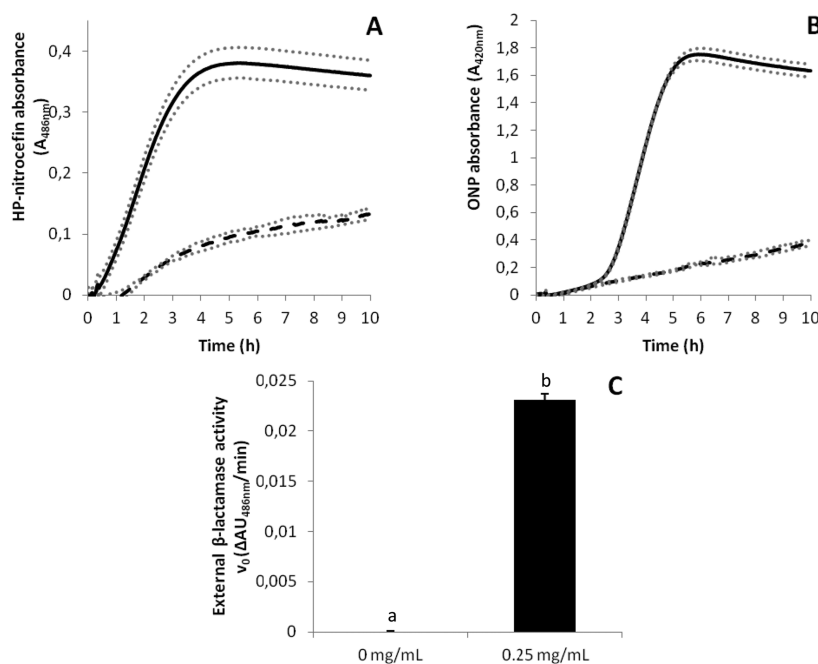 A
HP-nitrocefin absorbance
(A486nm)
0,4
0,3
0,2
0,1
0
0 1 2 3 4 5 6 7 8 9 10
Time (h)
B
ONP absorbance (A420nm)
2
1,8
1,6
1,4
1,2
1
0,8
0,6
0,4
0,2
0
0 1 2 3 4 5 6 7 8 9 10
Time (h)
C
External β-lactamase activity
v0 (ΔAU486nm/min)
0,025
0,02
0,015
0,01
0,005
0
a
b
0 mg/mL 0.25 mg/mL